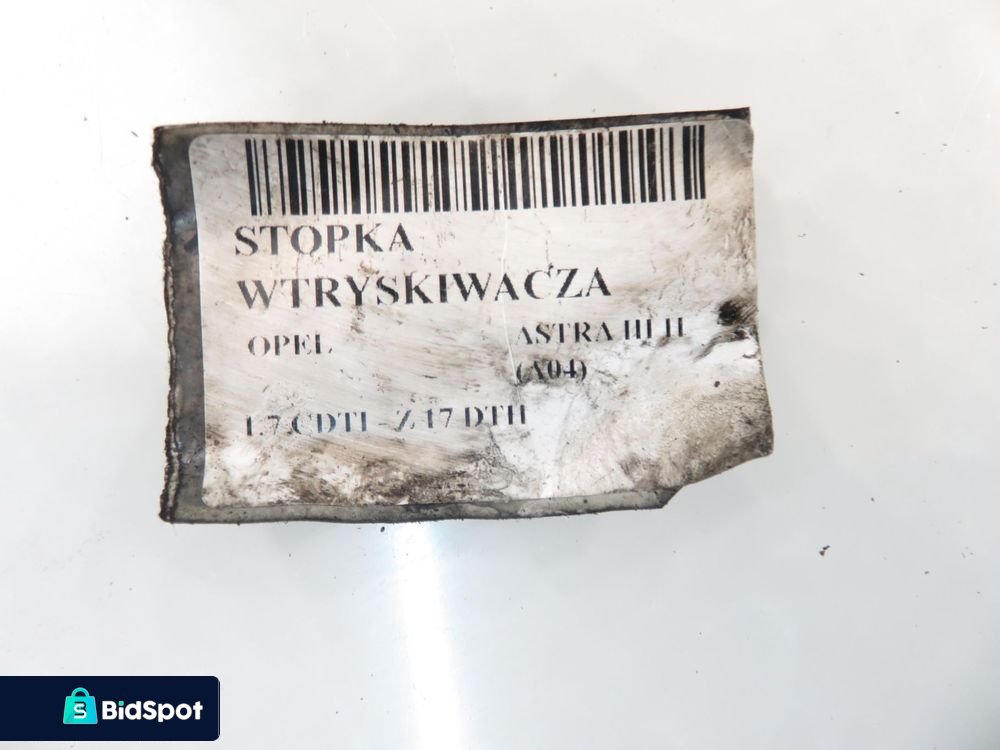 STOPKA
WTRYSKIWACZA
OPEL ASTRA III H
(A04)
1.7 CDTI - Z 17 DTH
BidSpot